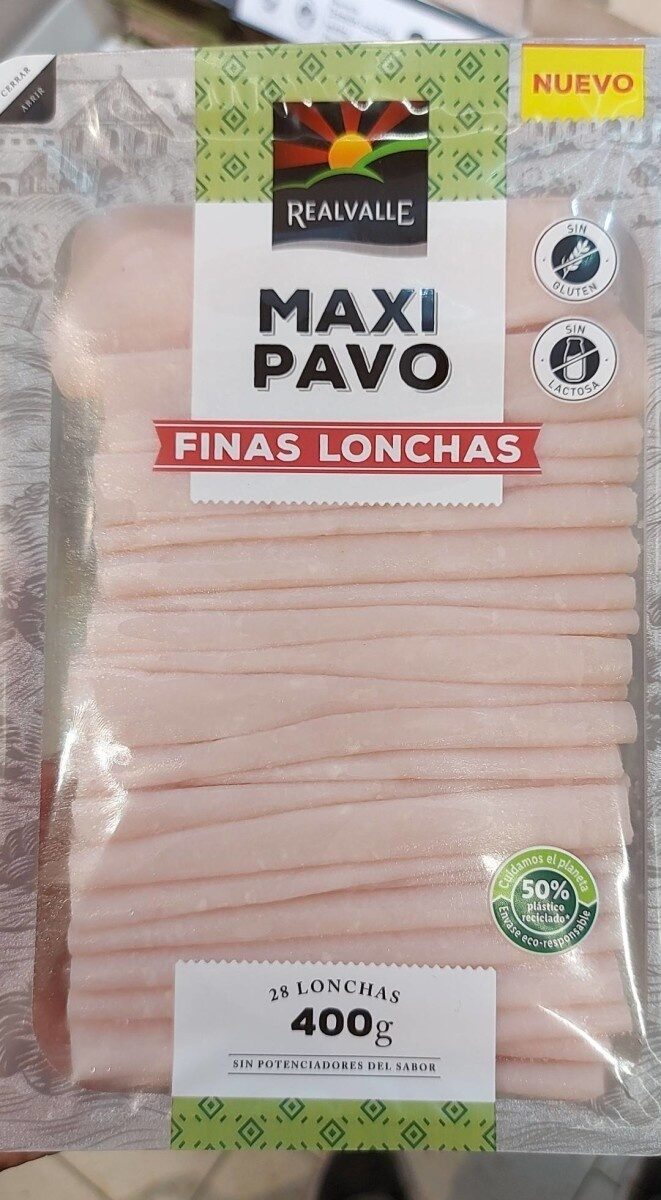 CERRAR
ABRIR
NUEVO
REALVALLE
SIN
GLUTEN
MAXI
PAVO
SIN
LACTOSA
FINAS LONCHAS
Cuidamos el planeta
50%
plástico
reciclado*
Envase eco-responsable
28 LONCHAS
400g
SIN POTENCIADORES DEL SABOR